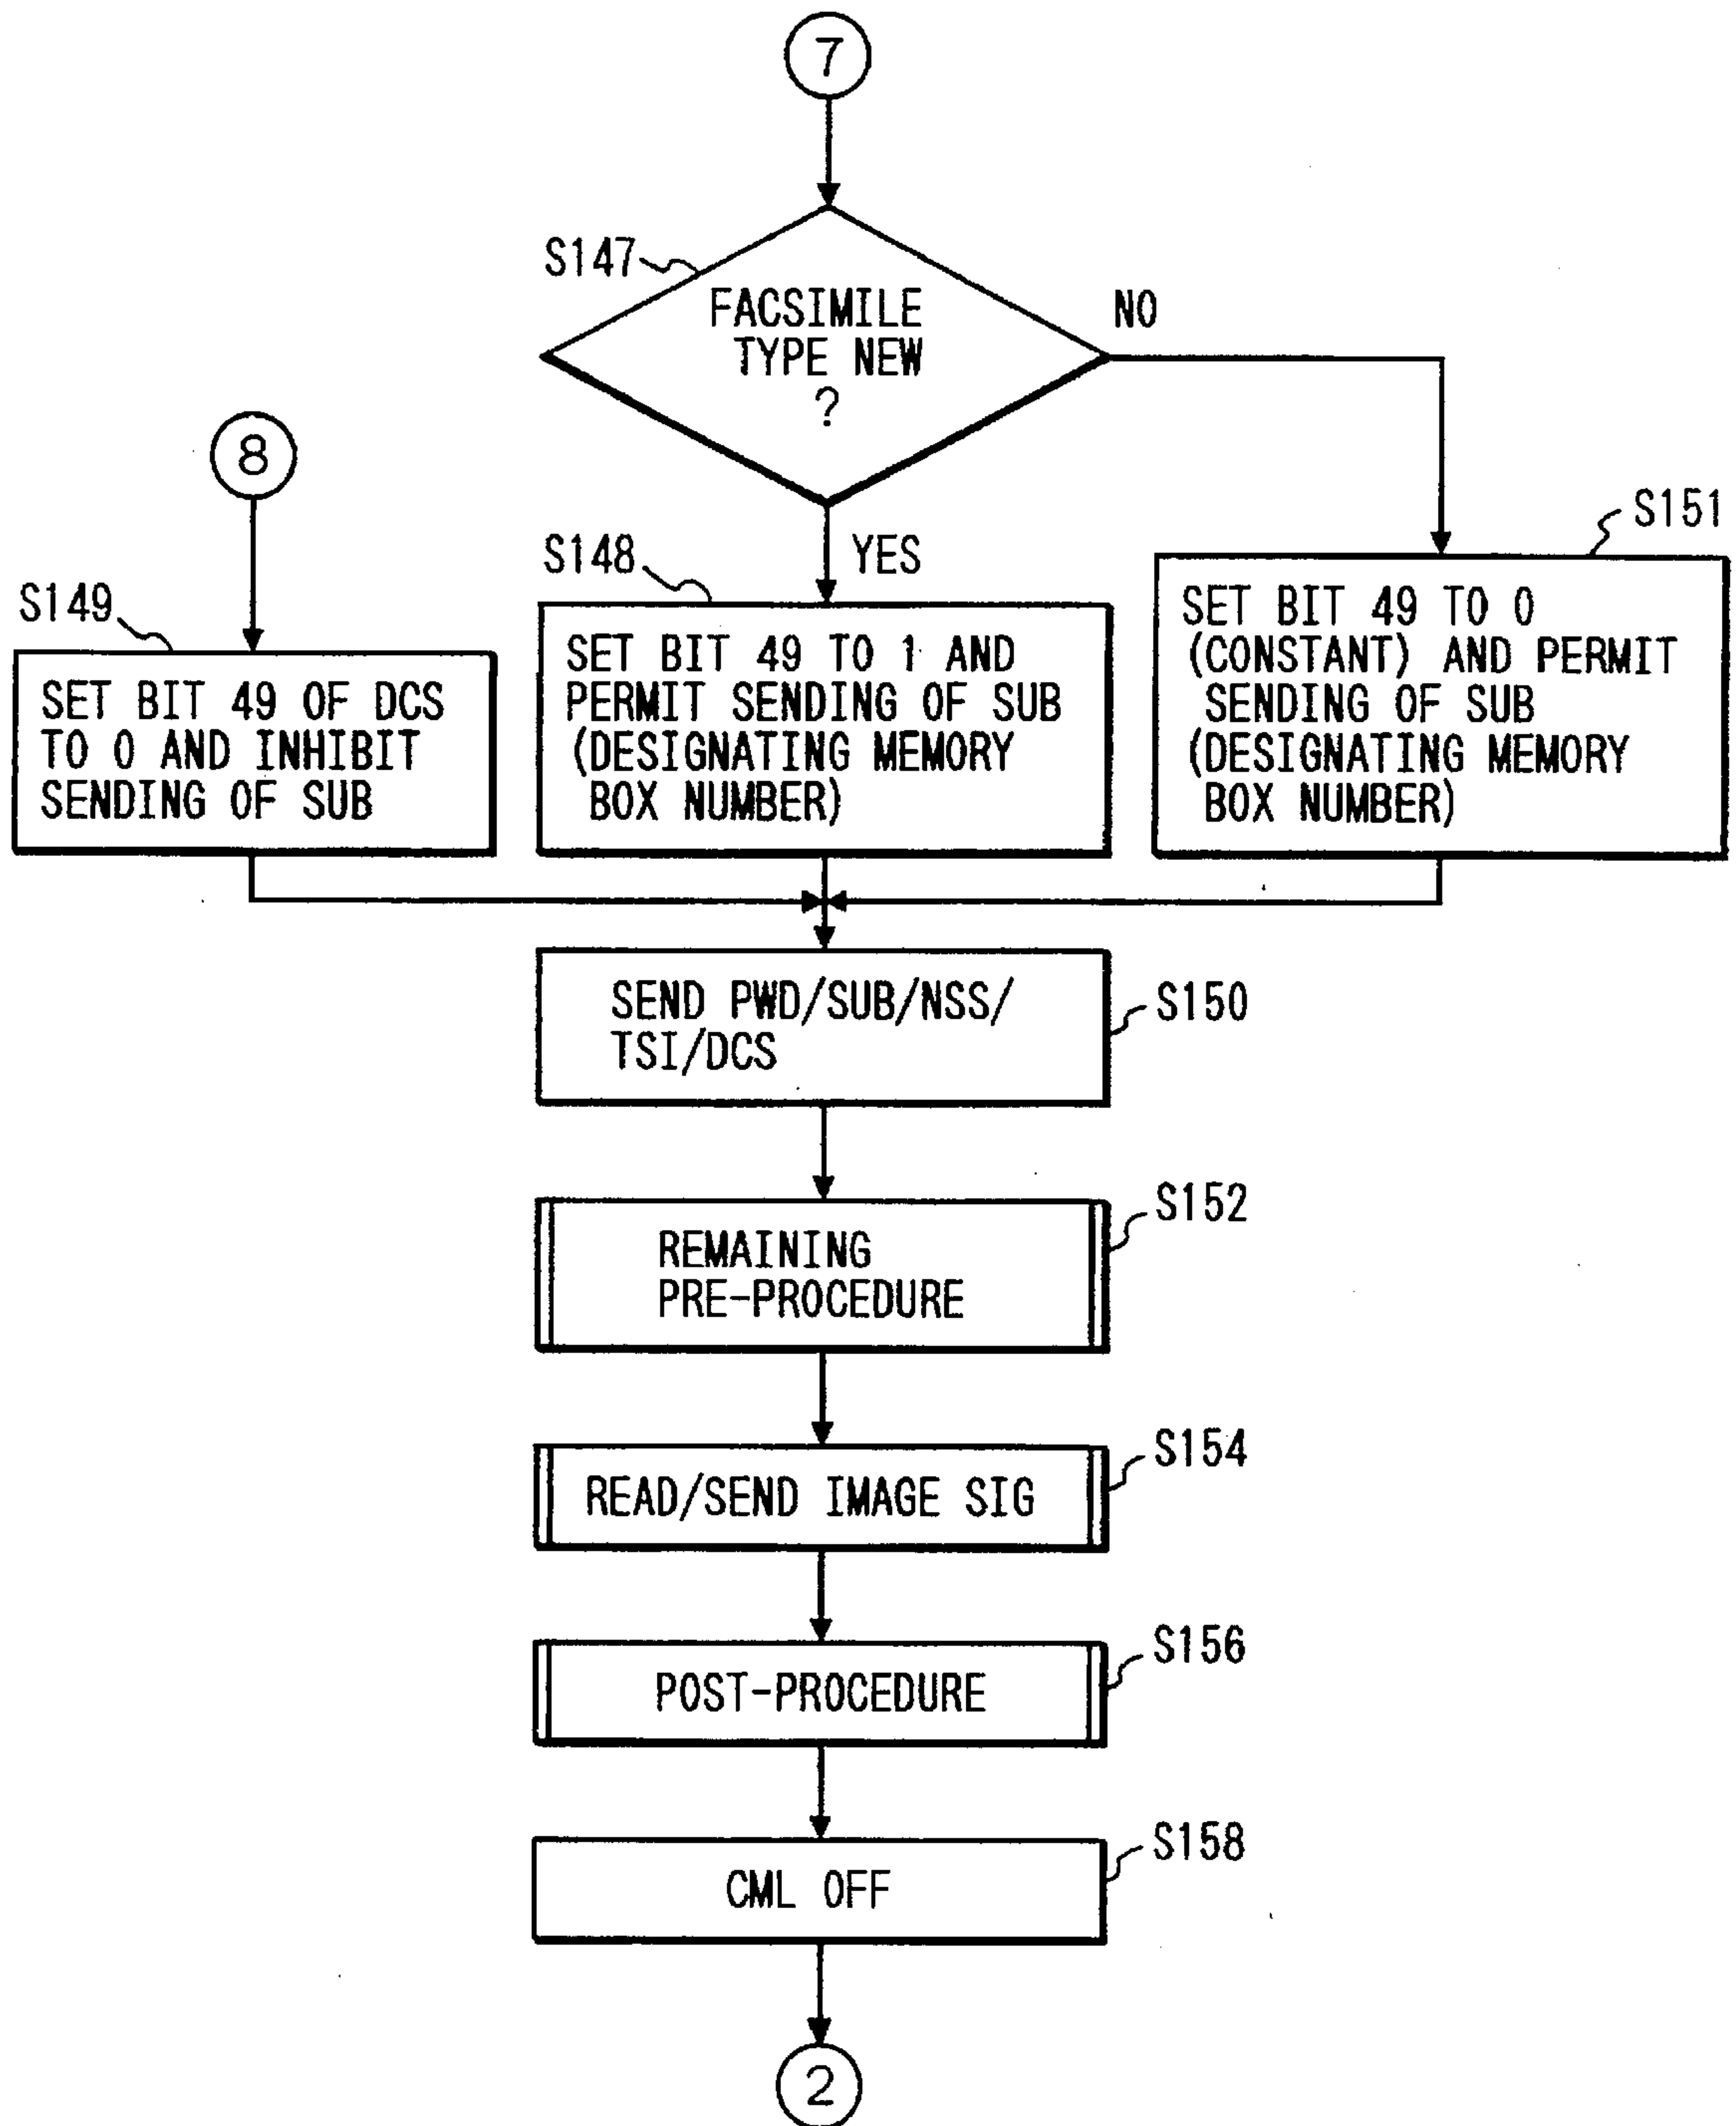 7
S147
FACSIMILE
TYPE NEW
?
NO
8
YES
S151
S148
S149
SET BIT 49 OF DCS
TO 0 AND INHIBIT
SENDING OF SUB
SET BIT 49 TO 1 AND
PERMIT SENDING OF SUB
(DESIGNATING MEMORY
BOX NUMBER)
SET BIT 49 TO 0
(CONSTANT) AND PERMIT
SENDING OF SUB
(DESIGNATING MEMORY
BOX NUMBER)
SEND PWD/SUB/NSS/
TSI/DCS
S150
S152
REMAINING
PRE-PROCEDURE
S154
READ/SEND IMAGE SIG
S156
POST-PROCEDURE
S158
CML OFF
2